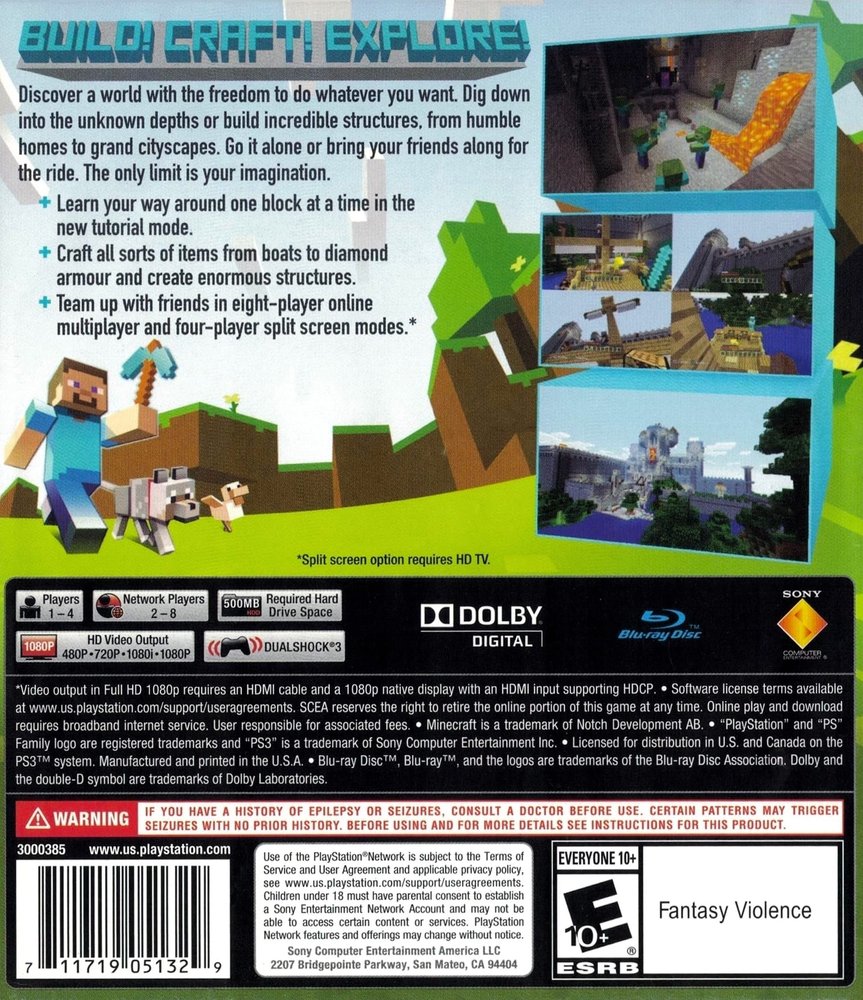 BUILD! CRAFT! EXPLORE!
Discover a world with the freedom to do whatever you want. Dig down
into the unknown depths or build incredible structures, from humble
homes to grand cityscapes. Go it alone or bring your friends along for
the ride. The only limit is your imagination.
+ Learn your way around one block at a time in the
new tutorial mode.
+ Craft all sorts of items from boats to diamond
armour and create enormous structures.
+ Team up with friends in eight-player online
multiplayer and four-player split screen modes.*
*Split screen option requires HD TV.
Players
1 – 4
Network Players
2 – 8
500MB
HDD
Required Hard
Drive Space
1080P
HD Video Output
480P•720P•1080i•1080P
DUALSHOCK®3
DOLBY
DIGITAL
Blu-ray Disc™
SONY
COMPUTER
ENTERTAINMENT®
*Video output in Full HD 1080p requires an HDMI cable and a 1080p native display with an HDMI input supporting HDCP. • Software license terms available
at www.us.playstation.com/support/useragreements. SCEA reserves the right to retire the online portion of this game at any time. Online play and download
requires broadband internet service. User responsible for associated fees. • Minecraft is a trademark of Notch Development AB. • “PlayStation” and “PS”
Family logo are registered trademarks and “PS3” is a trademark of Sony Computer Entertainment Inc. • Licensed for distribution in U.S. and Canada on the
PS3™ system. Manufactured and printed in the U.S.A. • Blu-ray Disc™, Blu-ray™, and the logos are trademarks of the Blu-ray Disc Association. Dolby and
the double-D symbol are trademarks of Dolby Laboratories.
WARNING
IF YOU HAVE A HISTORY OF EPILEPSY OR SEIZURES, CONSULT A DOCTOR BEFORE USE. CERTAIN PATTERNS MAY TRIGGER
SEIZURES WITH NO PRIOR HISTORY. BEFORE USING AND FOR MORE DETAILS SEE INSTRUCTIONS FOR THIS PRODUCT.
3000385 www.us.playstation.com
7 11719 05132 9
Use of the PlayStation®Network is subject to the Terms of
Service and User Agreement and applicable privacy policy,
see www.us.playstation.com/support/useragreements.
Children under 18 must have parental consent to establish
a Sony Entertainment Network Account and may not be
able to access certain content or services. PlayStation
Network features and offerings may change without notice.
Sony Computer Entertainment America LLC
2207 Bridgepointe Parkway, San Mateo, CA 94404
EVERYONE 10+
E
10+
®
ESRB
Fantasy Violence